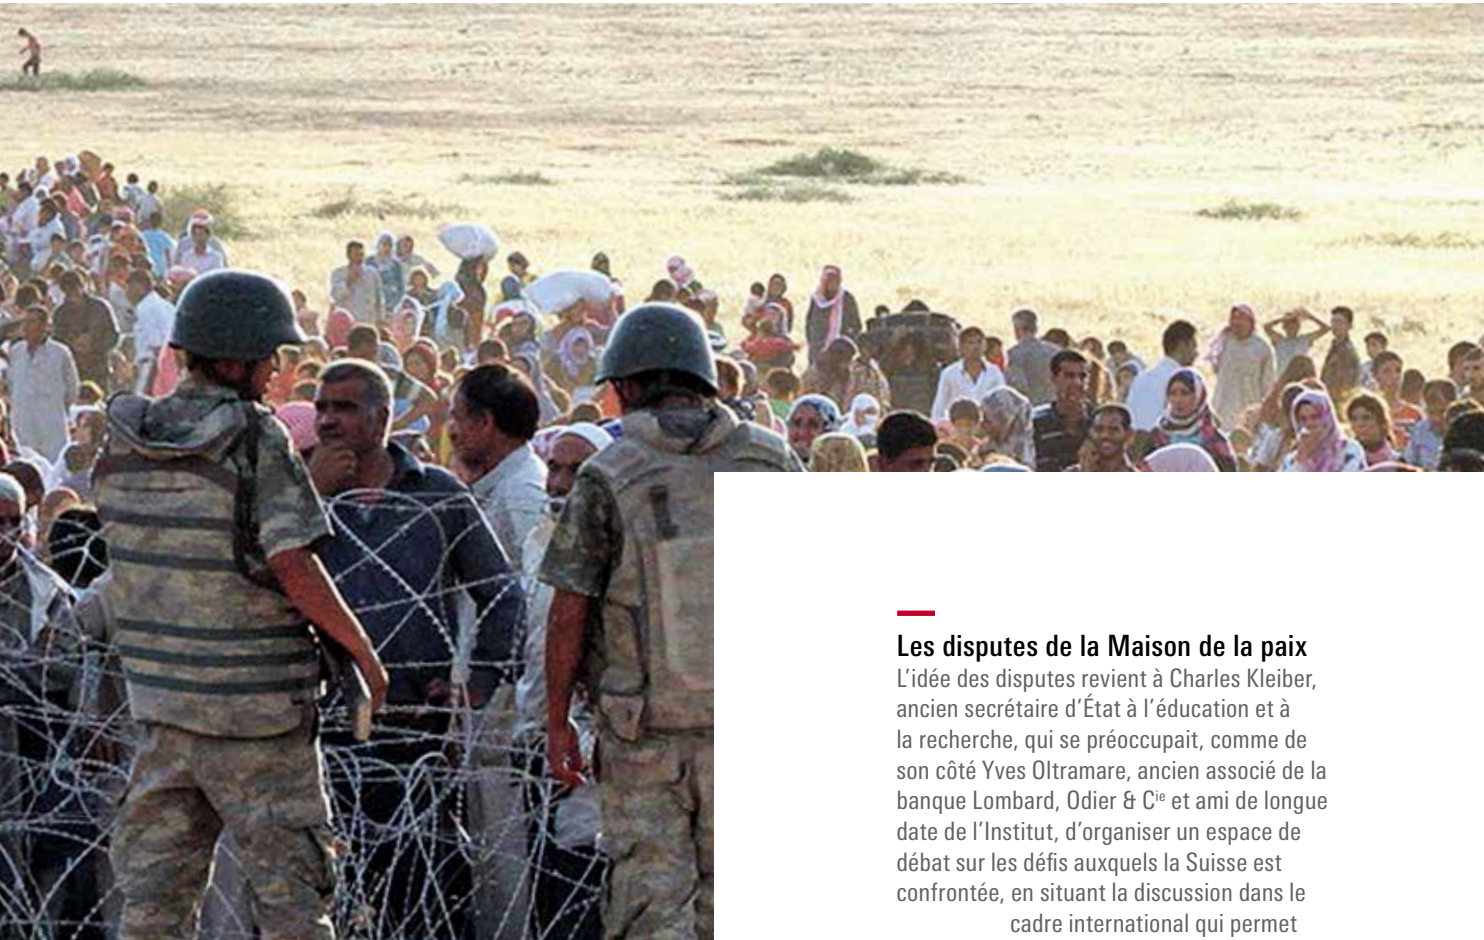 Les disputes de la Maison de la paix
L’idée des disputes revient à Charles Kleiber,
ancien secrétaire d’État à l’éducation et à
la recherche, qui se préoccupait, comme de
son côté Yves Oltramare, ancien associé de la
banque Lombard, Odier & Cie et ami de longue
date de l’Institut, d’organiser un espace de
débat sur les défis auxquels la Suisse est
confrontée, en situant la discussion dans le
cadre international qui permet